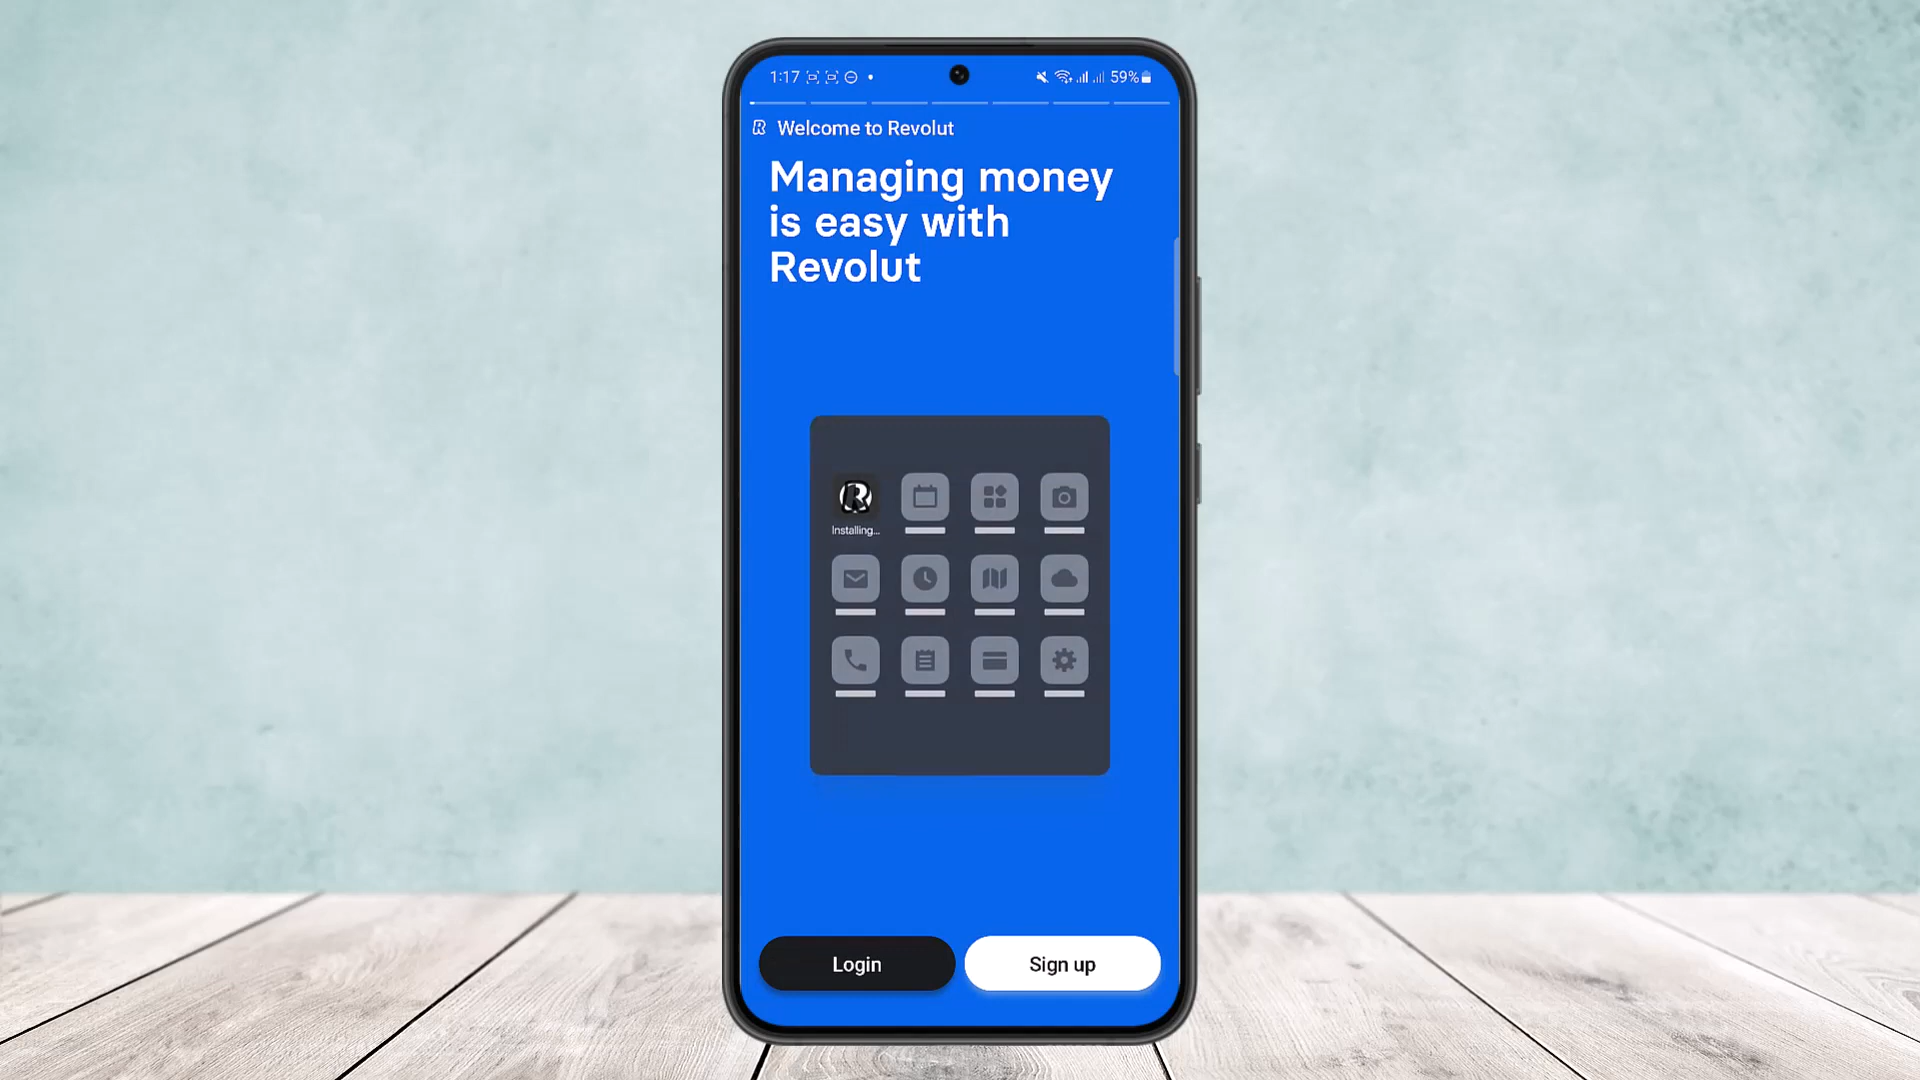 1:17
59%
Welcome to Revolut
Managing money
is easy with
Revolut
R
Installing...
Login
Sign up